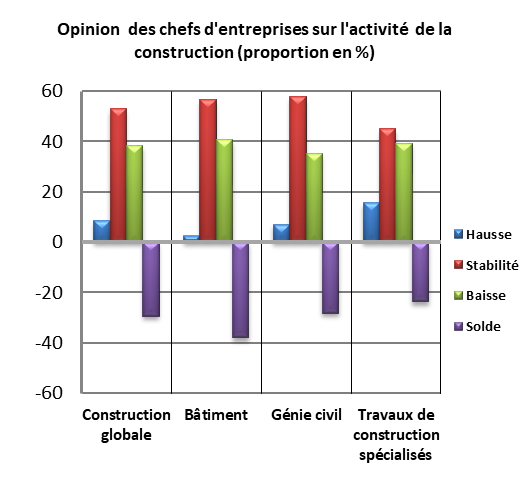 Opinion des chefs d'entreprises sur l'activité de la
construction (proportion en %)
60
40
20
0
-20
-40
-60
Hausse
Stabilité
Baisse
Solde
Construction
globale
Bâtiment
Génie civil
Travaux de
construction
spécialisés